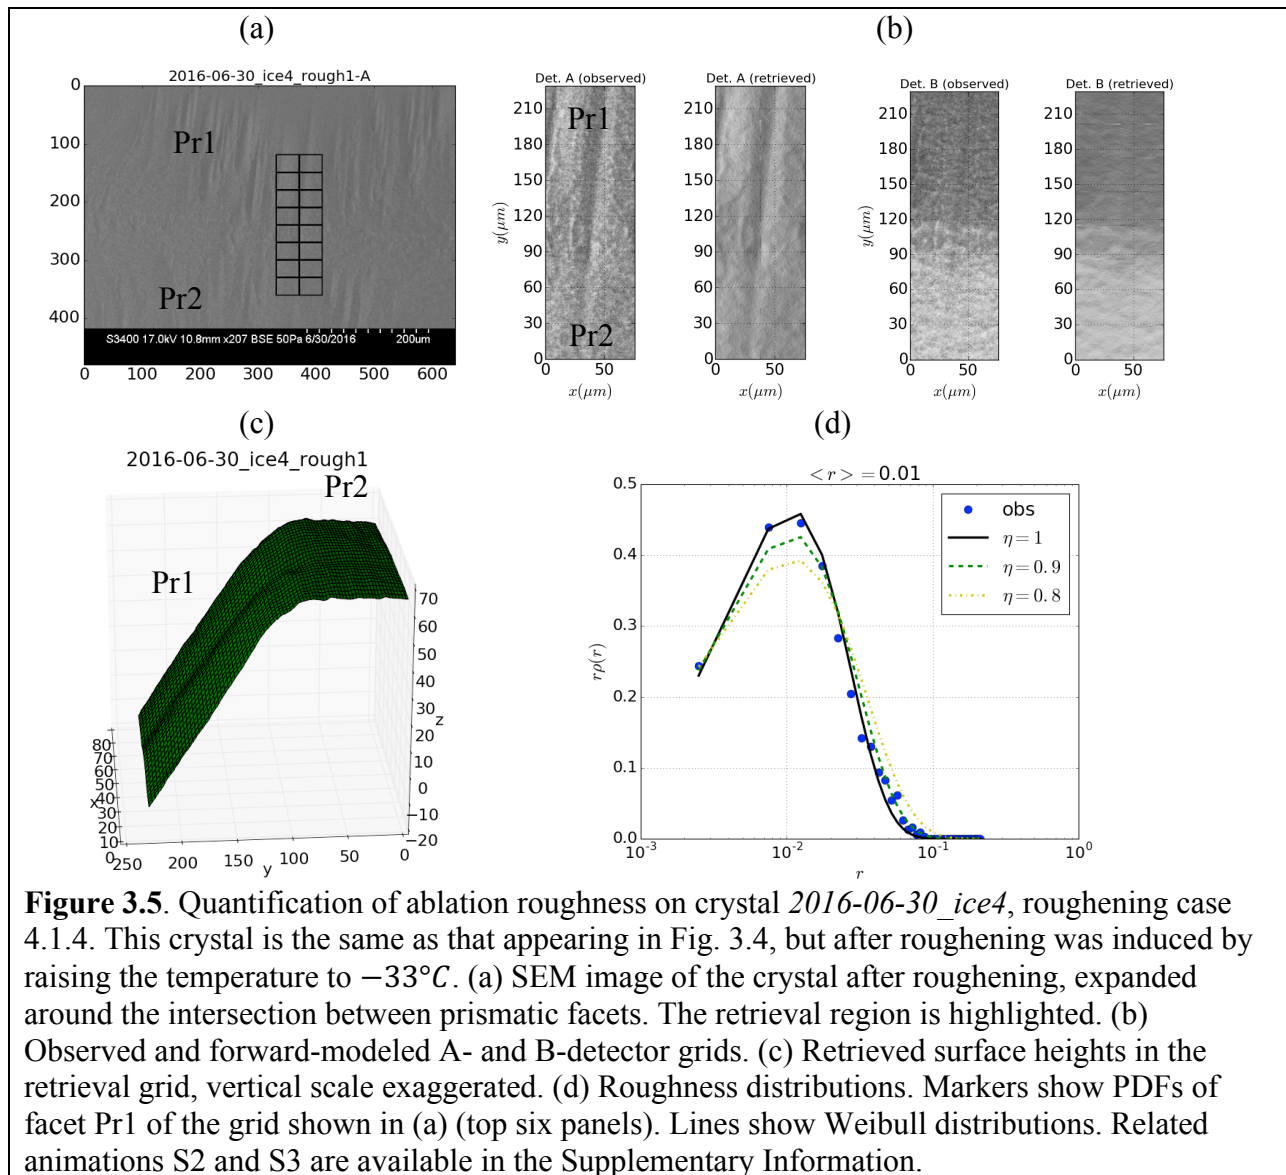 (a)
(b)
2016-06-30_ice4_rough1-A
0
100
200
300
400
Pr1
Pr2
S3400 17.0kV 10.8mm x207 BSE 50Pa 6/30/2016
200um
0 100 200 300 400 500 600
Det. A (observed)
210
180
150
120
90
60
30
0
y(μm)
Pr1
Pr2
0 50
x(μm)
Det. A (retrieved)
210
180
150
120
90
60
30
0
0 50
x(μm)
Det. B (observed)
210
180
150
120
90
60
30
0
y(μm)
0 50
x(μm)
Det. B (retrieved)
210
180
150
120
90
60
30
0
0 50
x(μm)
(c)
(d)
2016-06-30_ice4_rough1
Pr2
Pr1
70
60
50
40
30
20
10
0
−10
−20
z
80
70
60
50
40
30
20
10
0
x
250 200 150 100 50 0
y
< r > = 0.01
0.5
0.4
0.3
0.2
0.1
0.0
rρ(r)
obs
η = 1
η = 0.9
η = 0.8
10⁻³ 10⁻² 10⁻¹ 10⁰
r
Figure 3.5. Quantification of ablation roughness on crystal 2016-06-30_ice4, roughening case
4.1.4. This crystal is the same as that appearing in Fig. 3.4, but after roughening was induced by
raising the temperature to −33°C. (a) SEM image of the crystal after roughening, expanded
around the intersection between prismatic facets. The retrieval region is highlighted. (b)
Observed and forward-modeled A- and B-detector grids. (c) Retrieved surface heights in the
retrieval grid, vertical scale exaggerated. (d) Roughness distributions. Markers show PDFs of
facet Pr1 of the grid shown in (a) (top six panels). Lines show Weibull distributions. Related
animations S2 and S3 are available in the Supplementary Information.